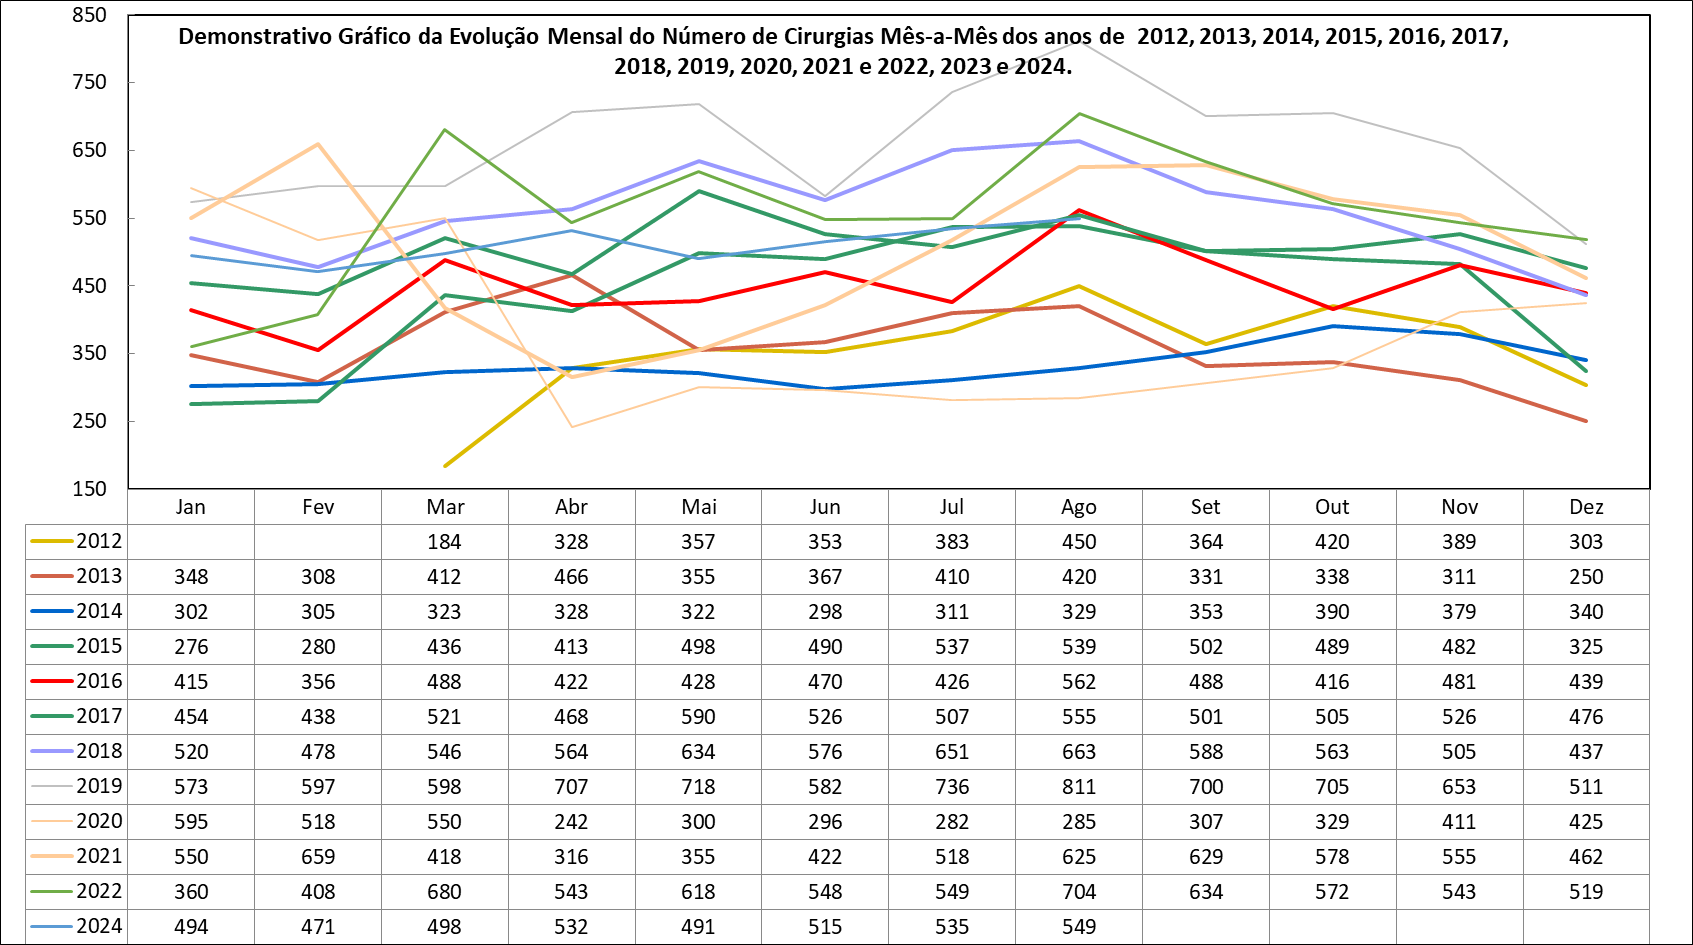 Demonstrativo Gráfico da Evolução Mensal do Número de Cirurgias Mês-a-Mês dos anos de 2012, 2013, 2014, 2015, 2016, 2017,
2018, 2019, 2020, 2021 e 2022, 2023 e 2024.
850
750
650
550
450
350
250
150
Jan Fev Mar Abr Mai Jun Jul Ago Set Out Nov Dez
2012 184 328 357 353 383 450 364 420 389 303
2013 348 308 412 466 355 367 410 420 331 338 311 250
2014 302 305 323 328 322 298 311 329 353 390 379 340
2015 276 280 436 413 498 490 537 539 502 489 482 325
2016 415 356 488 422 428 470 426 562 488 416 481 439
2017 454 438 521 468 590 526 507 555 501 505 526 476
2018 520 478 546 564 634 576 651 663 588 563 505 437
2019 573 597 598 707 718 582 736 811 700 705 653 511
2020 595 518 550 242 300 296 282 285 307 329 411 425
2021 550 659 418 316 355 422 518 625 629 578 555 462
2022 360 408 680 543 618 548 549 704 634 572 543 519
2024 494 471 498 532 491 515 535 549